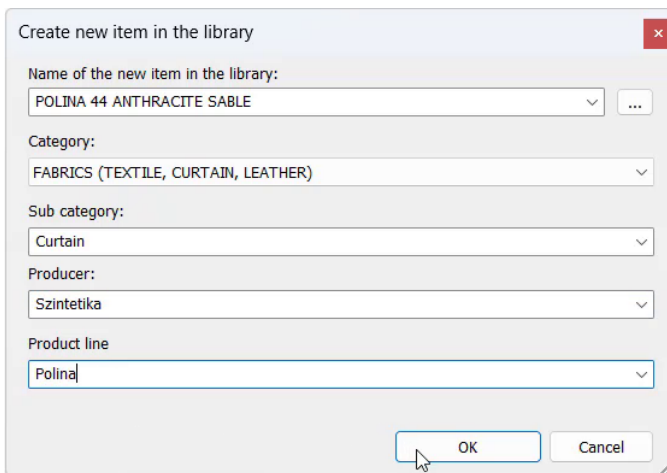 Create new item in the library
Name of the new item in the library:
POLINA 44 ANTHRACITE SABLE
...
Category:
FABRICS (TEXTILE, CURTAIN, LEATHER)
Sub category:
Curtain
Producer:
Szintetika
Product line
Polina
OK Cancel